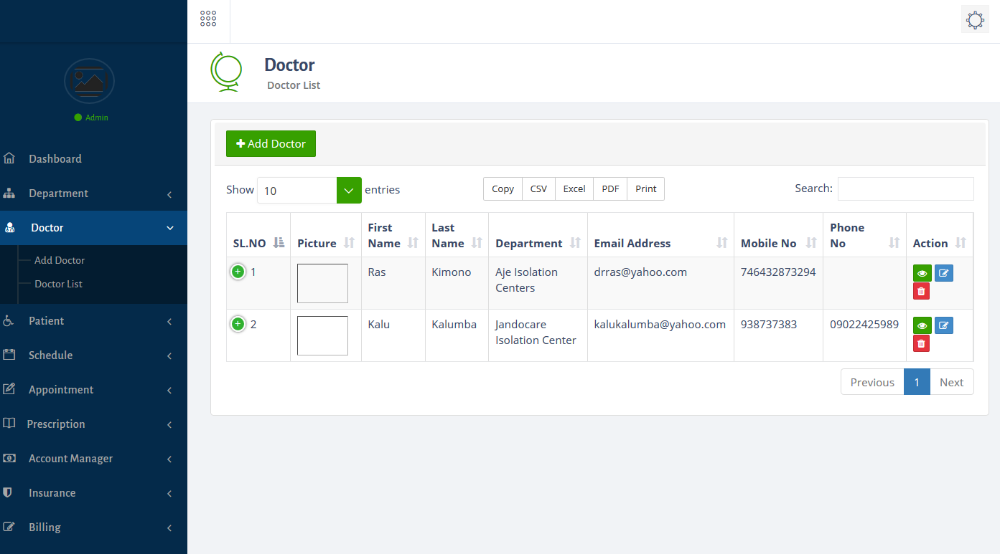 Admin
Dashboard
Department
Doctor
Add Doctor
Doctor List
Patient
Schedule
Appointment
Prescription
Account Manager
Insurance
Billing
Doctor
Doctor List
Add Doctor
Show 10 entries
Copy CSV Excel PDF Print
Search:
SL.NO Picture First Name Last Name Department Email Address Mobile No Phone No Action
1 Ras Kimono Aje Isolation Centers drras@yahoo.com 746432873294
2 Kalu Kalumba Jandocare Isolation Center kalukalumba@yahoo.com 938737383 09022425989
Previous 1 Next